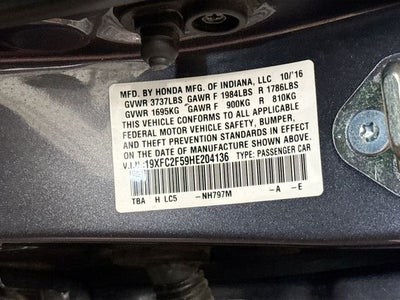 MFD. BY HONDA MFG. OF INDIANA, LLC 10/'16
GVWR 3737LBS GAWR F 1984LBS R 1786LBS
GVWR 1695KG GAWR F 900KG R 810KG
THIS VEHICLE CONFORMS TO ALL APPLICABLE
FEDERAL MOTOR VEHICLE SAFETY, BUMPER,
AND THEFT PREVENTION STANDARDS IN EFFECT
ON THE DATE OF MANUFACTURE SHOWN ABOVE.
V.I.N.:19XFC2F59HE204136 TYPE: PASSENGER CAR
TBA H LC5 -NH797M -A -E